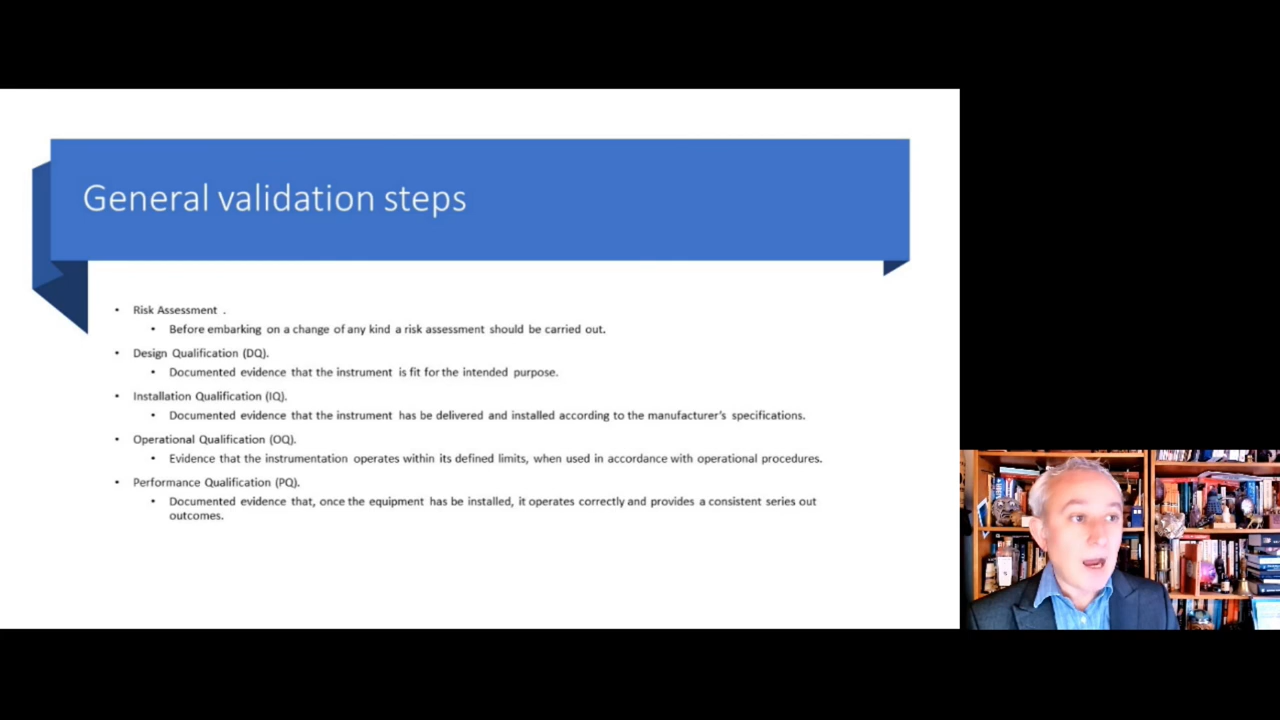 General validation steps
• Risk Assessment .
• Before embarking on a change of any kind a risk assessment should be carried out.
• Design Qualification (DQ).
• Documented evidence that the instrument is fit for the intended purpose.
• Installation Qualification (IQ).
• Documented evidence that the instrument has be delivered and installed according to the manufacturer's specifications.
• Operational Qualification (OQ).
• Evidence that the instrumentation operates within its defined limits, when used in accordance with operational procedures.
• Performance Qualification (PQ).
• Documented evidence that, once the equipment has be installed, it operates correctly and provides a consistent series out
outcomes.